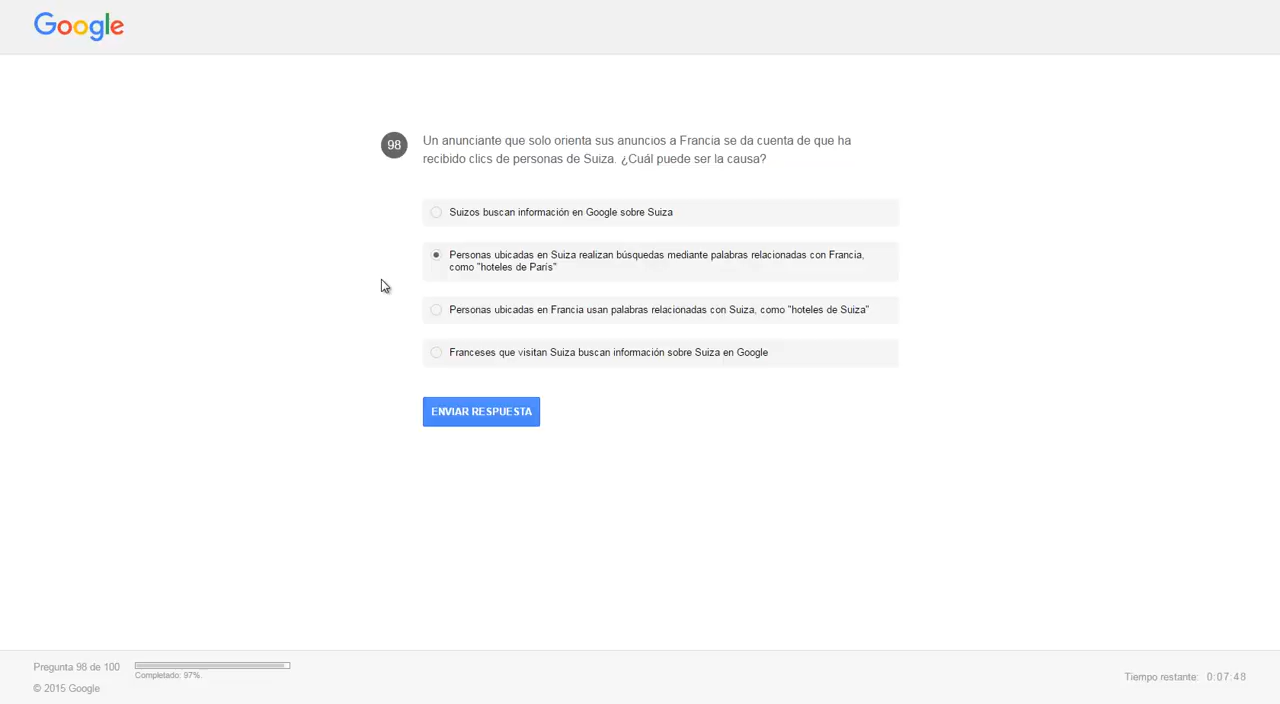 Google
98
Un anunciante que solo orienta sus anuncios a Francia se da cuenta de que ha
recibido clics de personas de Suiza. ¿Cuál puede ser la causa?
Suizos buscan información en Google sobre Suiza
Personas ubicadas en Suiza realizan búsquedas mediante palabras relacionadas con Francia,
como "hoteles de París"
Personas ubicadas en Francia usan palabras relacionadas con Suiza, como "hoteles de Suiza"
Franceses que visitan Suiza buscan información sobre Suiza en Google
ENVIAR RESPUESTA
Pregunta 98 de 100
Completado: 97%.
© 2015 Google
Tiempo restante: 0:07:48